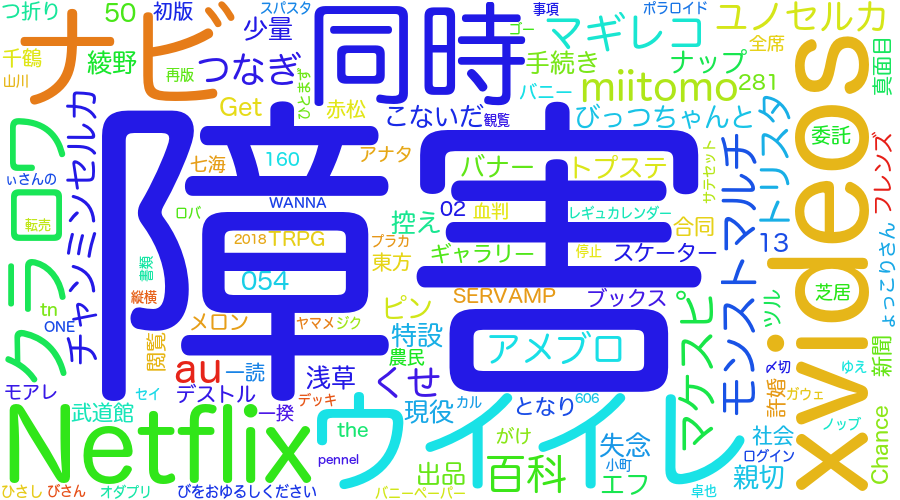 つ折り
50
初版
スパスタ
少量
事項
ポラロイド
ユノセルカ
ナビ
同時
ゴー
マギレコ
全席
千鶴
綾野
再版
つなぎ
ひとまず
手続き
ナップ
真面目
山川
Get
赤松
バニー
miitomo
281
xvideos
クラロワ
チャンミンセルカ
障害
こないだ
観覧
びっつちゃんと
委託
七海
160
アナタ
バナー
トプステ
サテセット
モンストマルチ
トリスタ
フレンズ
ぃさんの
WANNA
02
血判
レギュカレンダー
転売
ロパ
控え
合同
2018
TRPG
プラカ
ギャラリー
停止
スケーター
13
ょっこりさん
書類
054
東方
SERVAMP
ブックス
芝居
縦横
tn
ONE
メロン
ヤマメ
ジク
ピン
特設
アメブロ
マケスピ
ツル
閲覧
農民
新聞
au
一読
浅草
くせ
〆切
ゆえ
モアレ
セイ
デストル
デッキ
となり
606
許婚
ガウェ
武道館
一揆
現役
カル
Netflix
the
ウイイレ
がけ
失念
社会
ノップ
Chance
pennel
出品
百科
小町
ログイン
エフ
親切
ひさし
びさん
オダプリ
びをおゆるしください
バニーペーパー
卓也